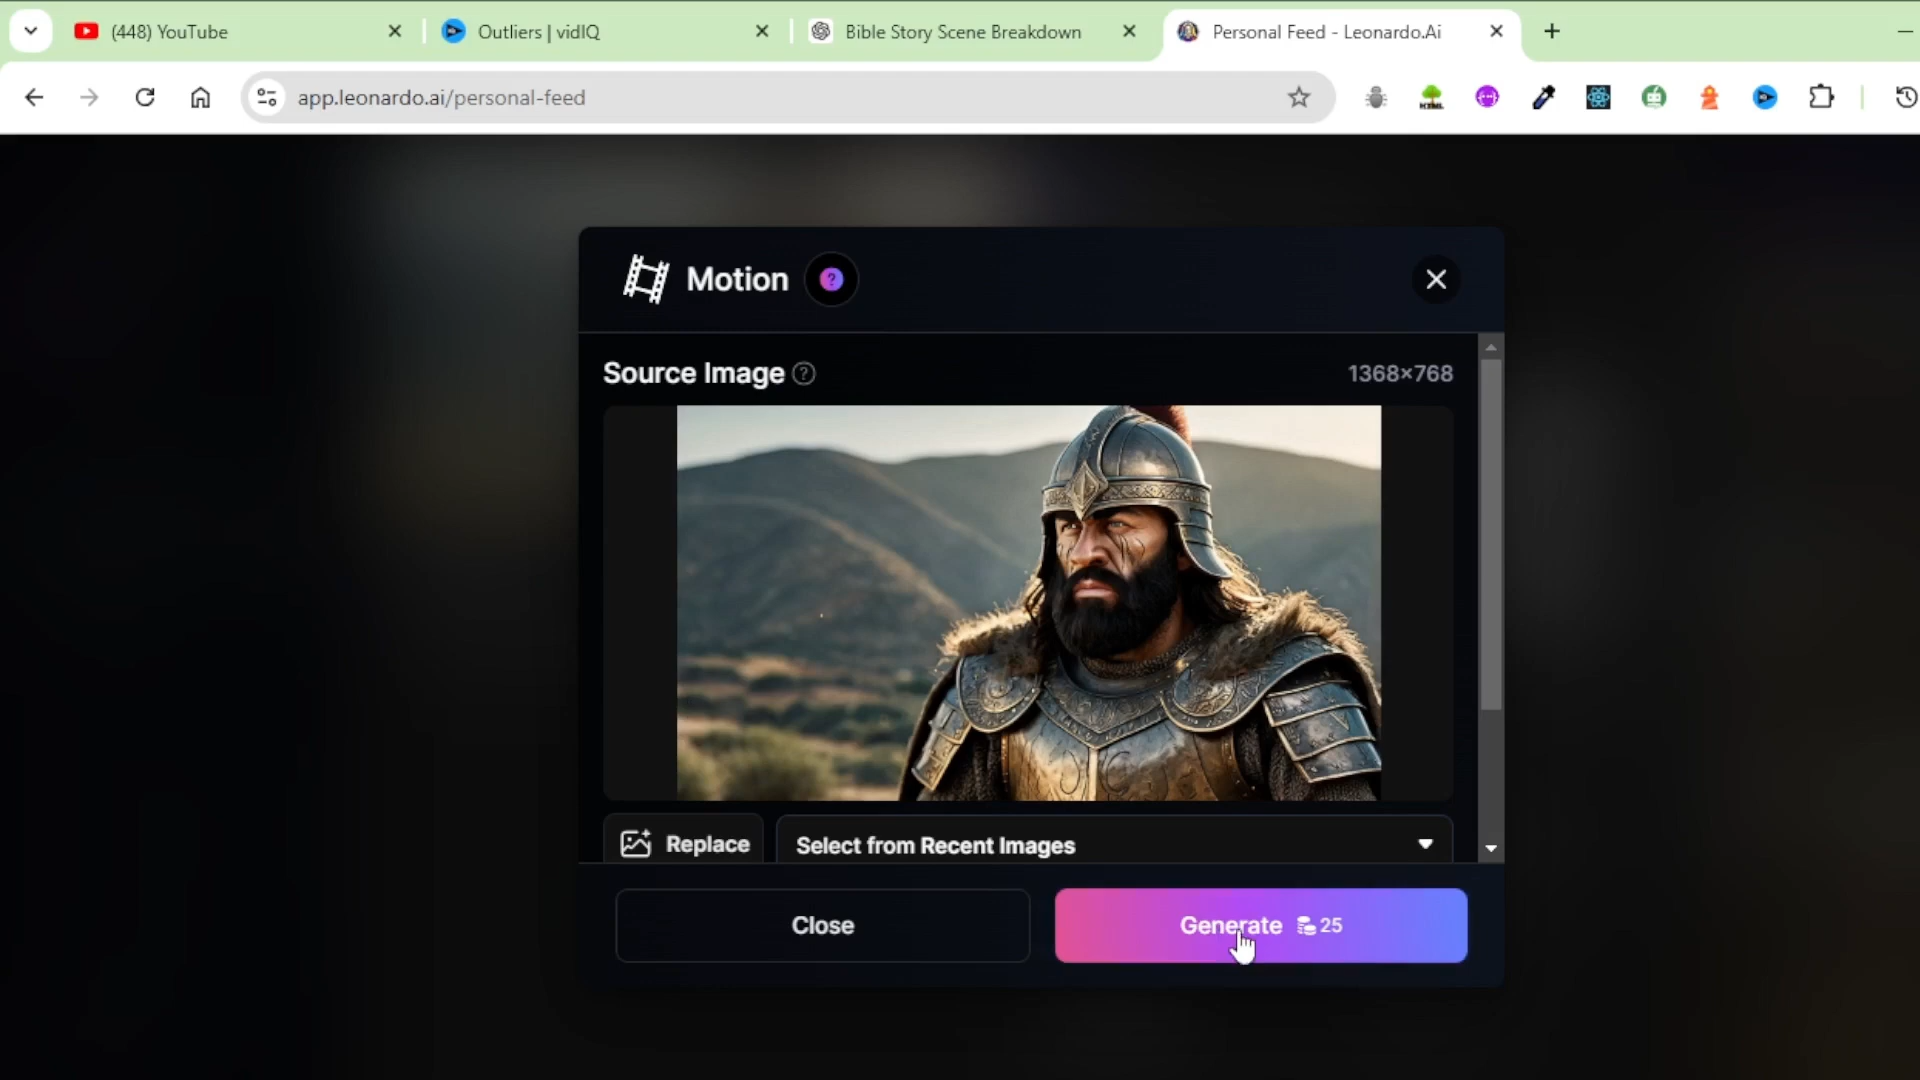 (448) YouTube
Outliers | vidIQ
Bible Story Scene Breakdown
Personal Feed - Leonardo.Ai
app.leonardo.ai/personal-feed
HTML
Motion ?
Source Image ?
1368×768
Replace
Select from Recent Images
Close
Generate 25